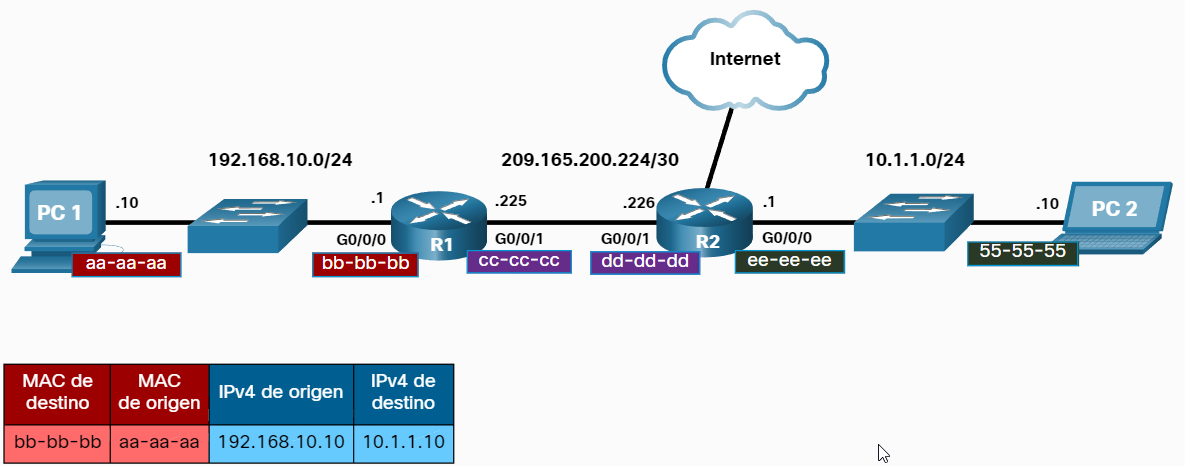 Internet
192.168.10.0/24
209.165.200.224/30
10.1.1.0/24
PC 1
.10
.1
.225
.226
.1
.10
PC 2
G0/0/0
R1
G0/0/1
G0/0/1
R2
G0/0/0
aa-aa-aa
bb-bb-bb
cc-cc-cc
dd-dd-dd
ee-ee-ee
55-55-55
MAC de
destino
MAC
de origen
IPv4 de origen
IPv4 de
destino
bb-bb-bb
aa-aa-aa
192.168.10.10
10.1.1.10